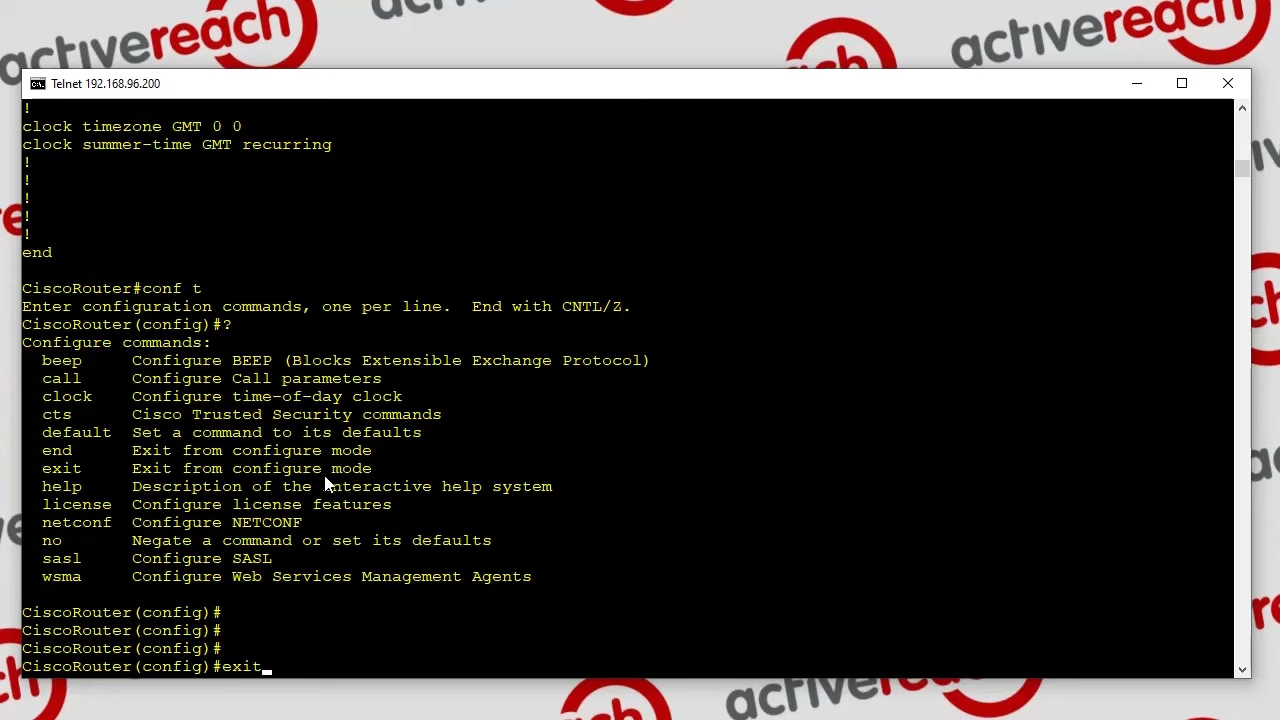 activereach
activereach
Telnet 192.168.96.200
!
clock timezone GMT 0 0
clock summer-time GMT recurring
!
!
!
!
!
end
CiscoRouter#conf t
Enter configuration commands, one per line.  End with CNTL/Z.
CiscoRouter(config)#?
Configure commands:
beep     Configure BEEP (Blocks Extensible Exchange Protocol)
call     Configure Call parameters
clock    Configure time-of-day clock
cts      Cisco Trusted Security commands
default  Set a command to its defaults
end      Exit from configure mode
exit     Exit from configure mode
help     Description of the interactive help system
license  Configure license features
netconf  Configure NETCONF
no       Negate a command or set its defaults
sasl     Configure SASL
wsma     Configure Web Services Management Agents
CiscoRouter(config)#
CiscoRouter(config)#
CiscoRouter(config)#
CiscoRouter(config)#exit